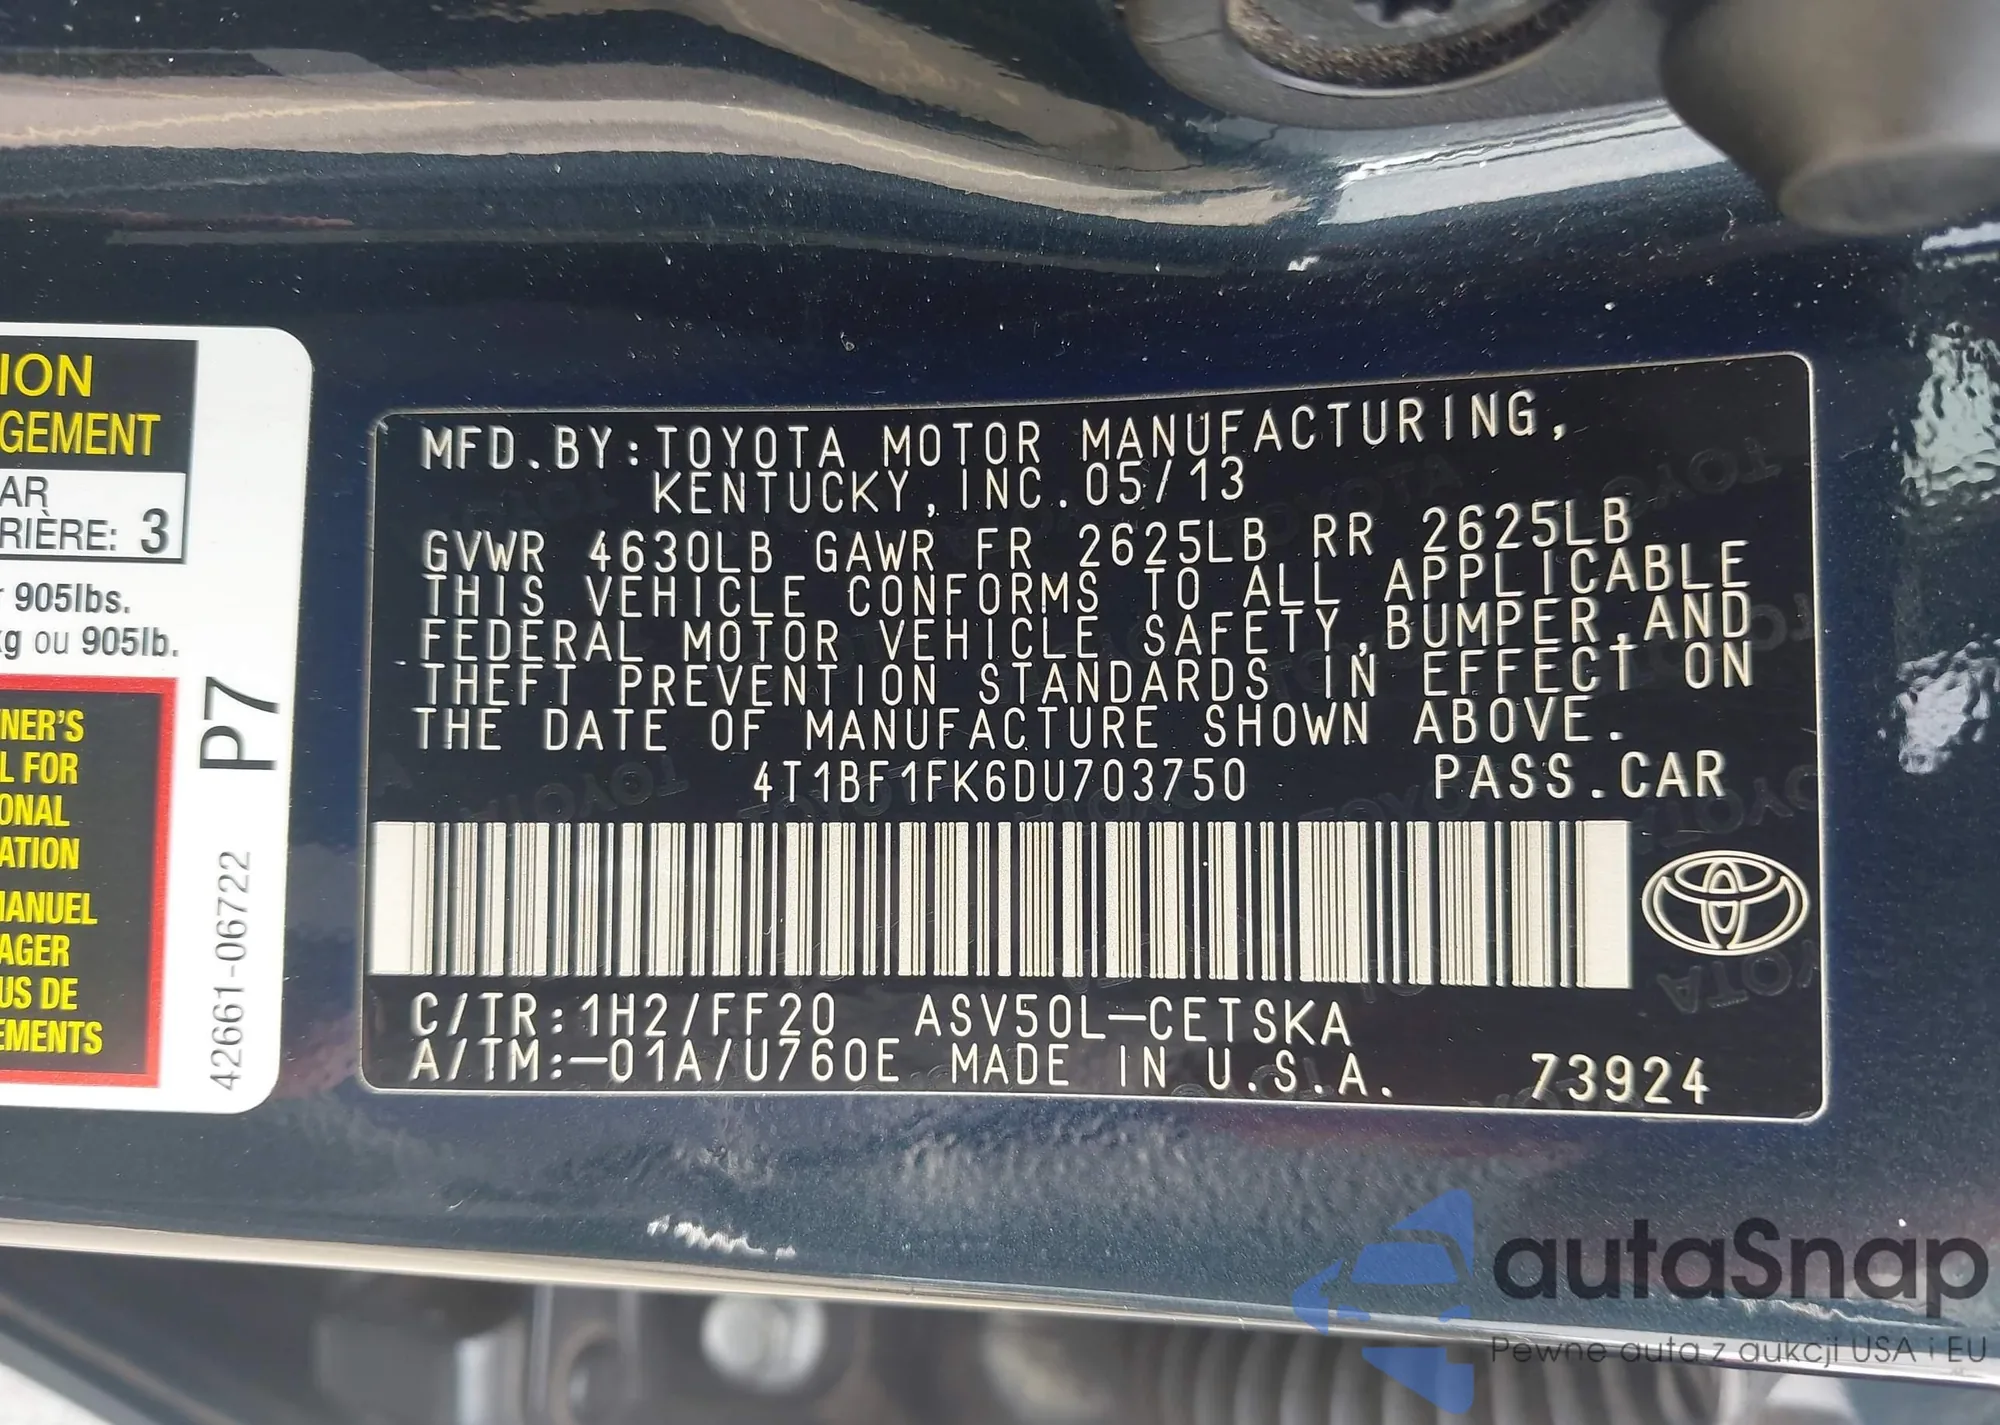 ION
GEMENT
AR
RIÈRE: 3
905lbs.
kg ou 905lb.
NER'S
L FOR
ONAL
ATION
MANUEL
AGER
US DE
EMENTS
P7
42661-06722
MFD.BY:TOYOTA MOTOR MANUFACTURING,
KENTUCKY,INC.05/13
GVWR 4630LB GAWR FR 2625LB RR 2625LB
THIS VEHICLE CONFORMS TO ALL APPLICABLE
FEDERAL MOTOR VEHICLE SAFETY,BUMPER,AND
THEFT PREVENTION STANDARDS IN EFFECT ON
THE DATE OF MANUFACTURE SHOWN ABOVE.
4T1BF1FK6DU703750 PASS.CAR
C/TR:1H2/FF20 ASV50L-CETSKA
A/TM:-01A/U760E MADE IN U.S.A. 73924
autaSnap
Pewne auta z aukcji USA i EU